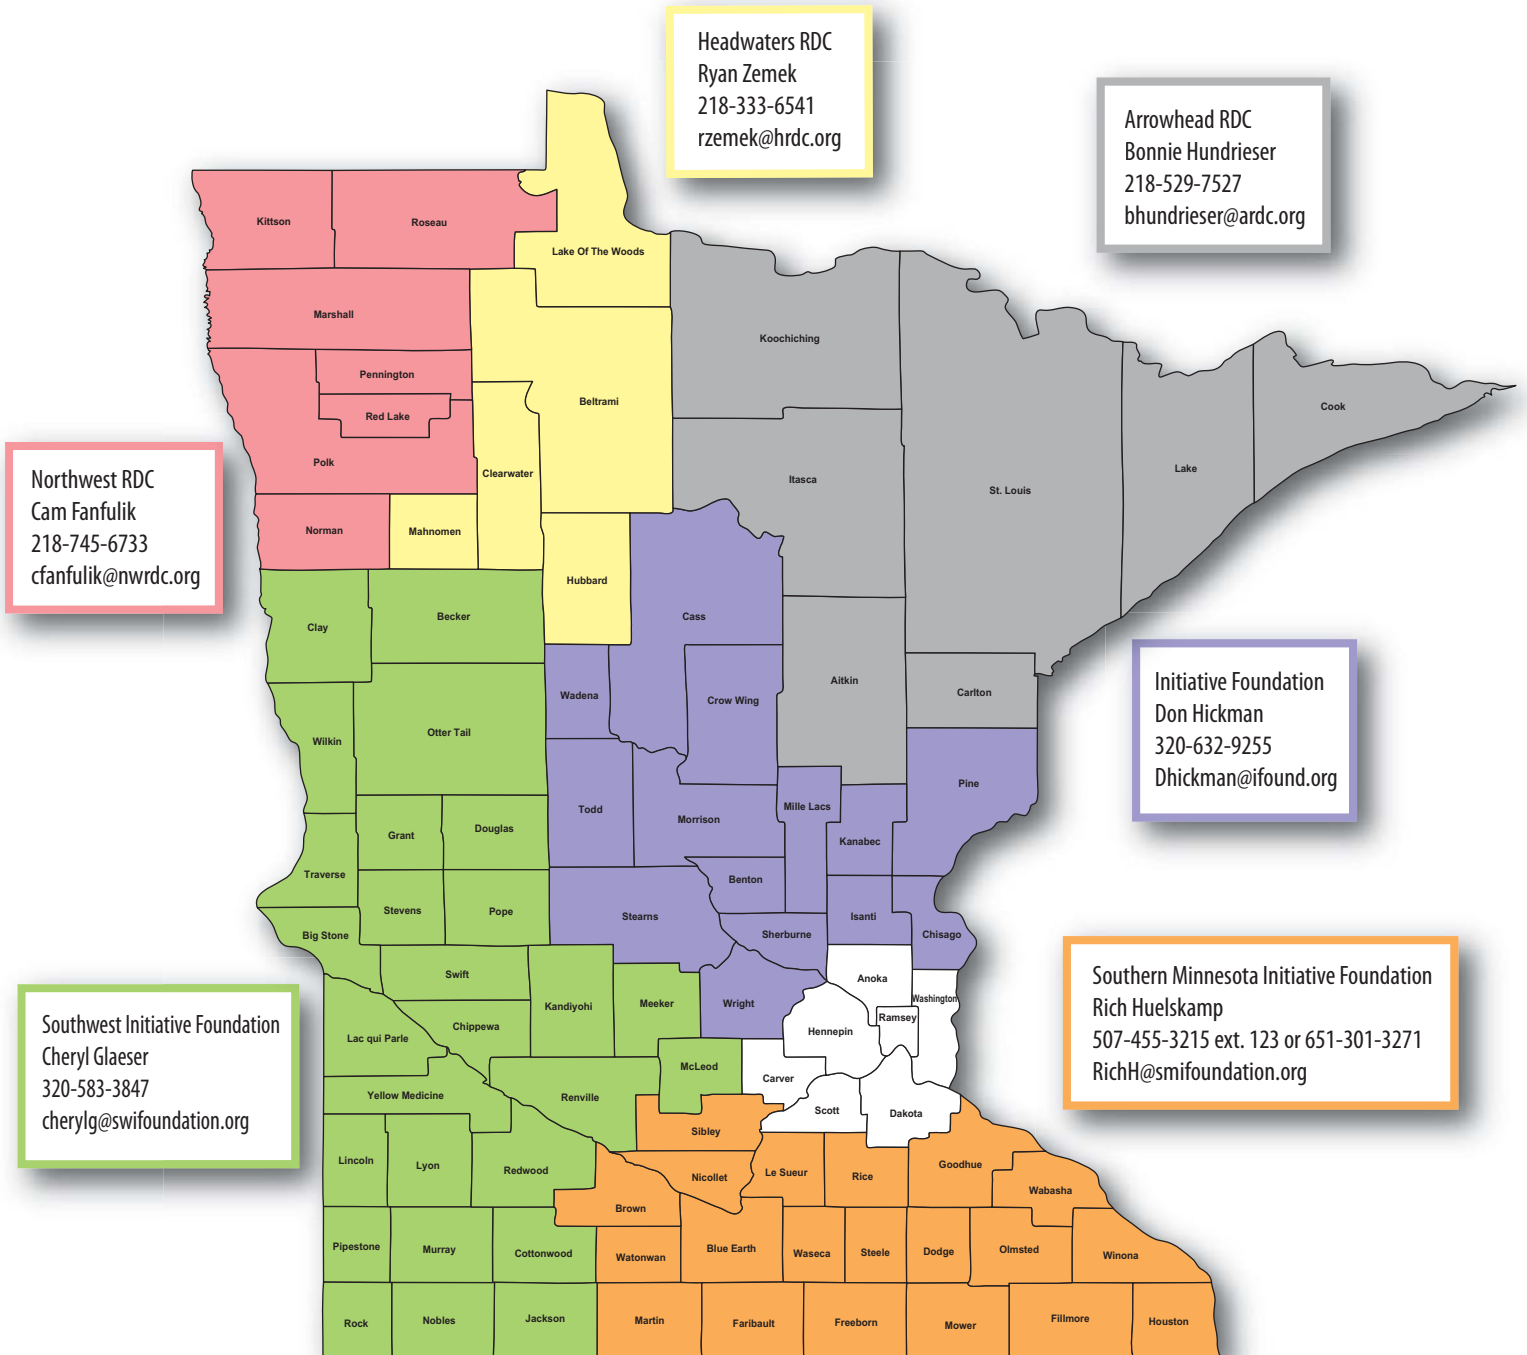 Headwaters RDC
Ryan Zemek
218-333-6541
rzemek@hrdc.org
Arrowhead RDC
Bonnie Hundrieser
218-529-7527
bhundrieser@ardc.org
Northwest RDC
Cam Fanfulik
218-745-6733
cfanfulik@nwrdc.org
Initiative Foundation
Don Hickman
320-632-9255
Dhickman@ifound.org
Southwest Initiative Foundation
Cheryl Glaeser
320-583-3847
cherylg@swifoundation.org
Southern Minnesota Initiative Foundation
Rich Huelskamp
507-455-3215 ext. 123 or 651-301-3271
RichH@smifoundation.org
Kittson
Roseau
Lake Of The Woods
Marshall
Koochiching
Pennington
Beltrami
Red Lake
Cook
Polk
Clearwater
Lake
Itasca
St. Louis
Norman
Mahnomen
Hubbard
Clay
Becker
Cass
Wadena
Crow Wing
Aitkin
Carlton
Wilkin
Otter Tail
Pine
Todd
Mille Lacs
Morrison
Grant
Douglas
Kanabec
Traverse
Benton
Stevens
Pope
Stearns
Isanti
Big Stone
Sherburne
Chisago
Swift
Anoka
Kandiyohi
Meeker
Wright
Washington
Ramsey
Lac qui Parle
Chippewa
Hennepin
McLeod
Carver
Yellow Medicine
Renville
Scott
Dakota
Sibley
Lincoln
Lyon
Redwood
Nicollet
Le Sueur
Rice
Goodhue
Wabasha
Brown
Pipestone
Murray
Cottonwood
Watonwan
Blue Earth
Waseca
Steele
Dodge
Olmsted
Winona
Rock
Nobles
Jackson
Martin
Faribault
Freeborn
Mower
Fillmore
Houston